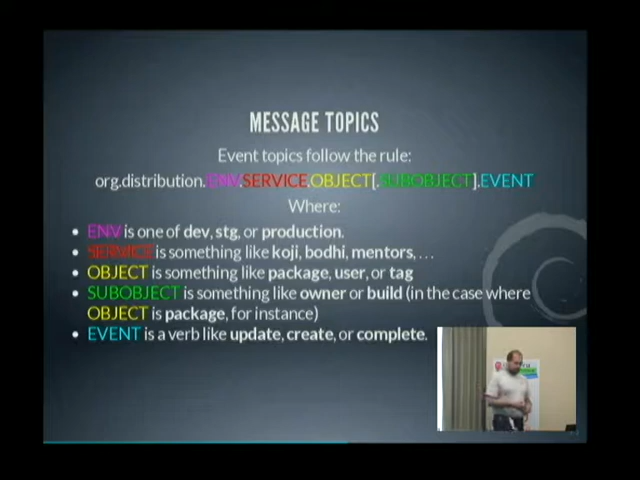 MESSAGE TOPICS
Event topics follow the rule:
org.distribution.ENV.SERVICE.OBJECT[.SUBOBJECT].EVENT
Where:
• ENV is one of dev, stg, or production.
• SERVICE is something like koji, bodhi, mentors, …
• OBJECT is something like package, user, or tag
• SUBOBJECT is something like owner or build (in the case where
OBJECT is package, for instance)
• EVENT is a verb like update, create, or complete.